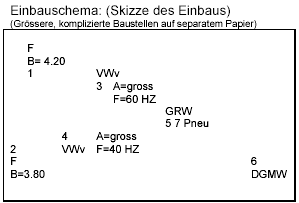 Einbauschema: (Skizze des Einbaus)
(Grössere, komplizierte Baustellen auf separatem Papier)
F
B= 4.20
1 VWv
3 A=gross
F=60 HZ
GRW
5 7 Pneu
4 A=gross
2 VWv F=40 HZ
F 6
B=3.80 DGMW